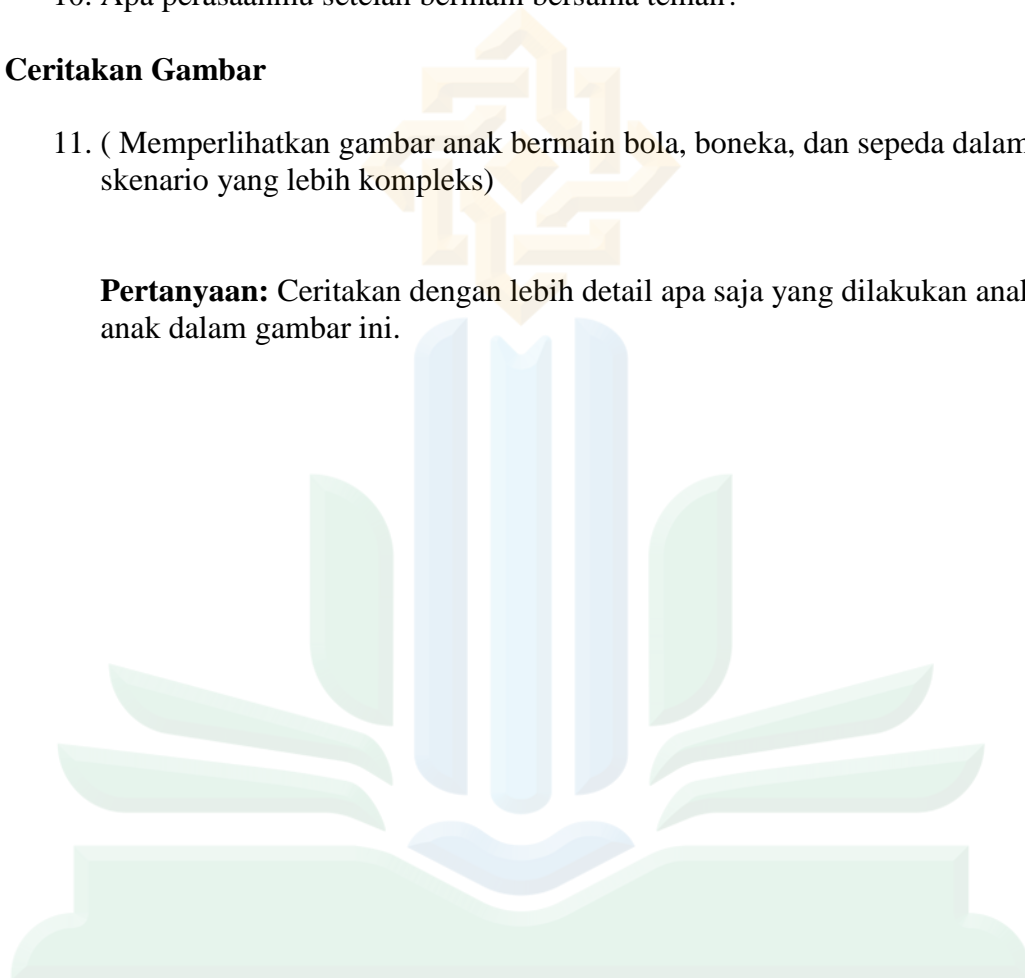 10. Apa perasaanmu setelah bermain bersama teman?
Ceritakan Gambar
11. ( Memperlihatkan gambar anak bermain bola, boneka, dan sepeda dalam
skenario yang lebih kompleks)
Pertanyaan: Ceritakan dengan lebih detail apa saja yang dilakukan anak
anak dalam gambar ini.